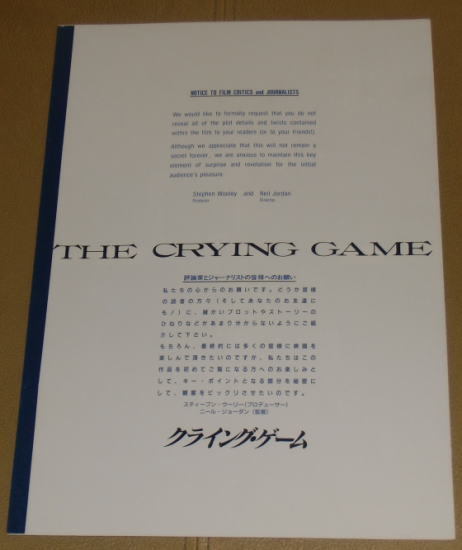 NOTICE TO FILM CRITICS and JOURNALISTS
We would like to formally request that you do not
reveal all of the plot details and twists contained
within the film to your readers (or to your friends!).
Although we appreciate that this will not remain a
secret forever, we are anxious to maintain this key
element of surprise and revelation for the initial
audience's pleasure.
Stephen Woolley and Neil Jordan
Producer Director
THE CRYING GAME
評論家とジャーナリストの皆様へのお願い
私たちの心からのお願いです。どうか皆様
の読者の方々(そしてあなたのお友達に
も!)に、細かいプロットやストーリーの
ひねりなどがあまり分からないようにご紹
介して下さい。
もちろん、最終的には多くの皆様に映画を
楽しんで頂きたいのですが、私たちはこの
作品を初めてご覧になる方へのお楽しみと
して、キー・ポイントとなる部分を秘密に
して、観客をビックリさせたいのです。
スティーブン・ウーリー(プロデューサー)
ニール・ジョーダン(監督)
クライング・ゲーム